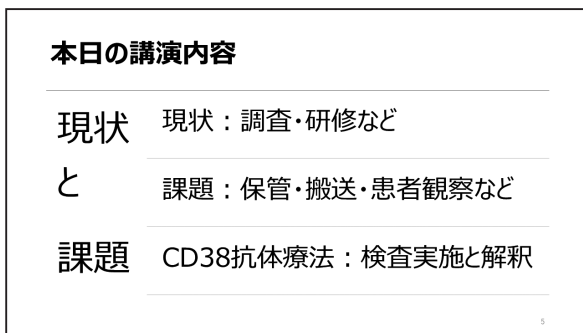 本日の講演内容
現状
と
課題
現状：調査・研修など
課題：保管・搬送・患者観察など
CD38抗体療法：検査実施と解釈
5